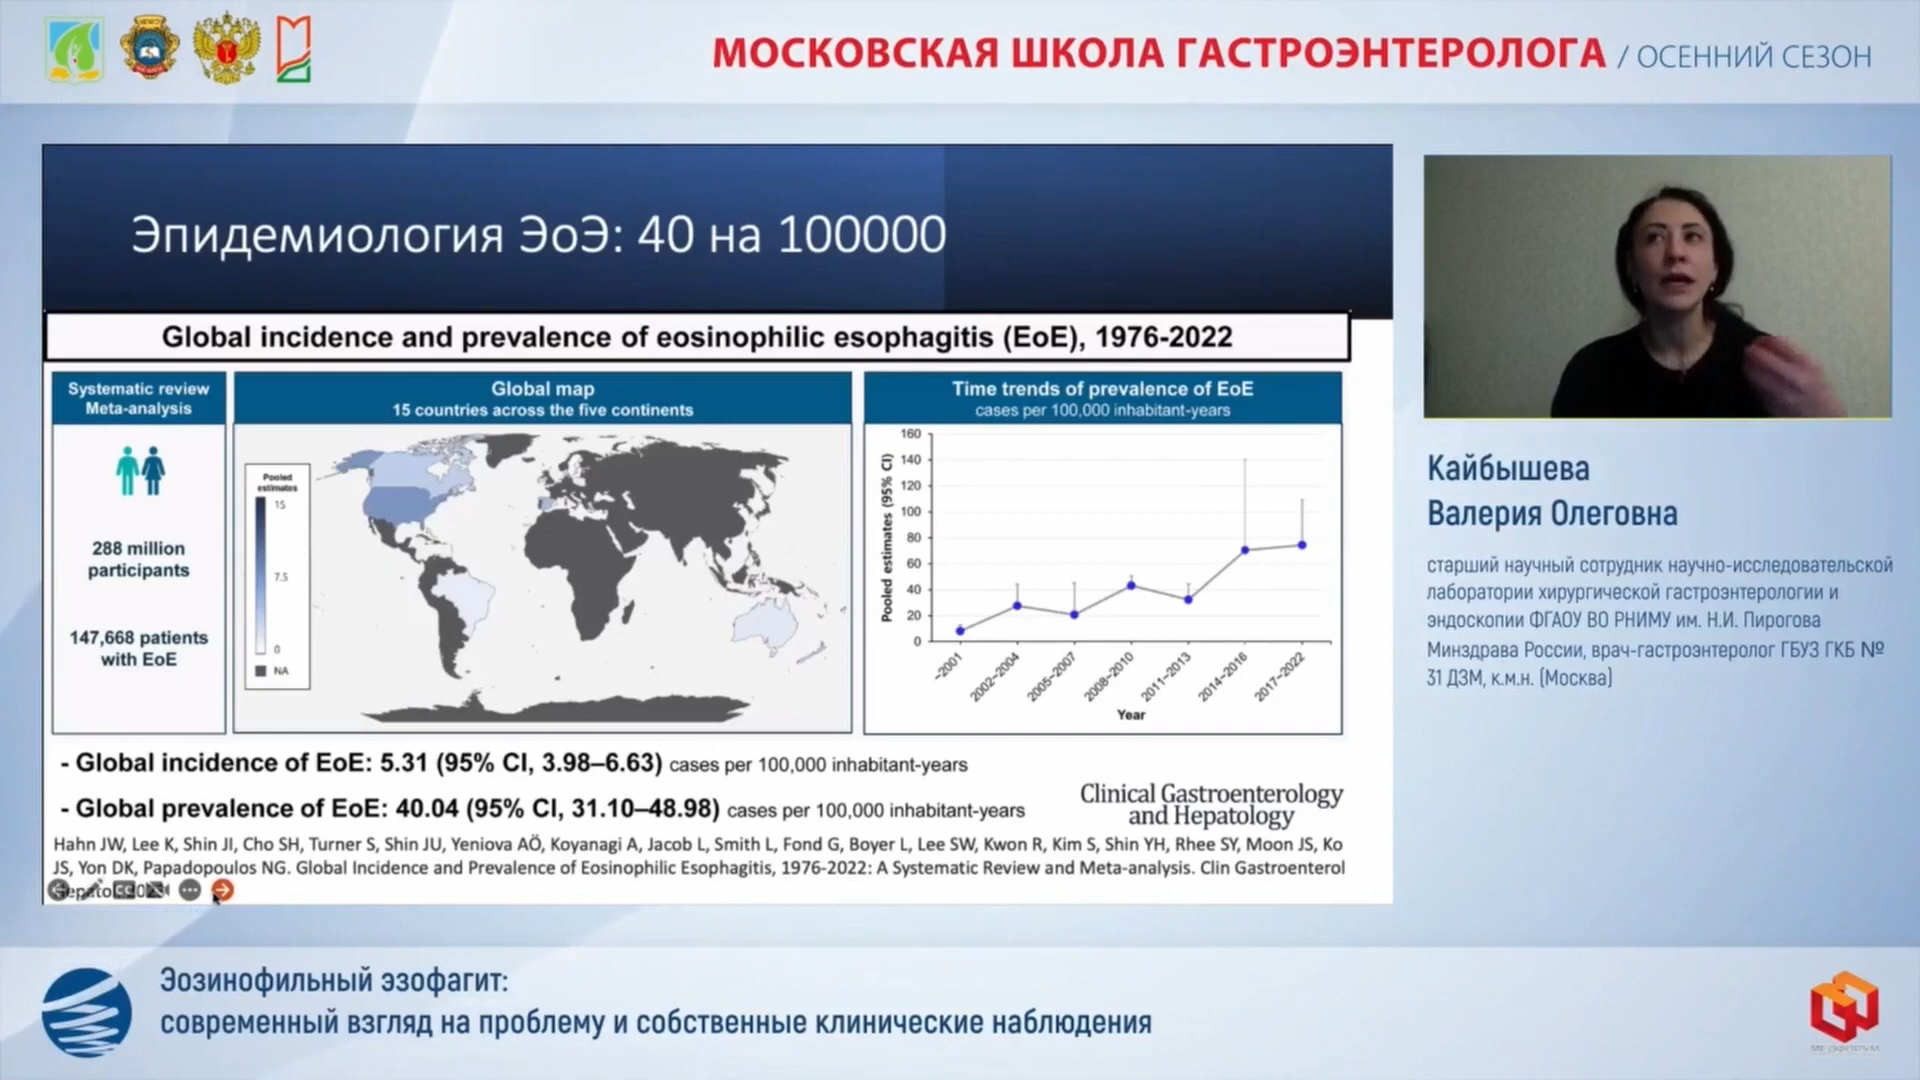 МОСКОВСКАЯ ШКОЛА ГАСТРОЭНТЕРОЛОГА / ОСЕННИЙ СЕЗОН
Эпидемиология ЭоЭ: 40 на 100000
Global incidence and prevalence of eosinophilic esophagitis (EoE), 1976-2022
Systematic review
Meta-analysis
288 million
participants
147,668 patients
with EoE
Global map
15 countries across the five continents
Pooled
estimates
15
7.5
0
NA
Time trends of prevalence of EoE
cases per 100,000 inhabitant-years
Pooled estimates (95% CI)
160
140
120
100
80
60
40
20
0
~2001
2002~2004
2005~2007
2008~2010
2011~2013
2014~2016
2017~2022
Year
- Global incidence of EoE: 5.31 (95% CI, 3.98–6.63) cases per 100,000 inhabitant-years
- Global prevalence of EoE: 40.04 (95% CI, 31.10–48.98) cases per 100,000 inhabitant-years
Clinical Gastroenterology
and Hepatology
Hahn JW, Lee K, Shin JI, Cho SH, Turner S, Shin JU, Yeniova AÖ, Koyanagi A, Jacob L, Smith L, Fond G, Boyer L, Lee SW, Kwon R, Kim S, Shin YH, Rhee SY, Moon JS, Ko
JS, Yon DK, Papadopoulos NG. Global Incidence and Prevalence of Eosinophilic Esophagitis, 1976-2022: A Systematic Review and Meta-analysis. Clin Gastroenterol
Кайбышева
Валерия Олеговна
старший научный сотрудник научно-исследовательской
лаборатории хирургической гастроэнтерологии и
эндоскопии ФГАОУ ВО РНИМУ им. Н.И. Пирогова
Минздрава России, врач-гастроэнтеролог ГБУЗ ГКБ №
31 ДЗМ, к.м.н. (Москва)
Эозинофильный эзофагит:
современный взгляд на проблему и собственные клинические наблюдения